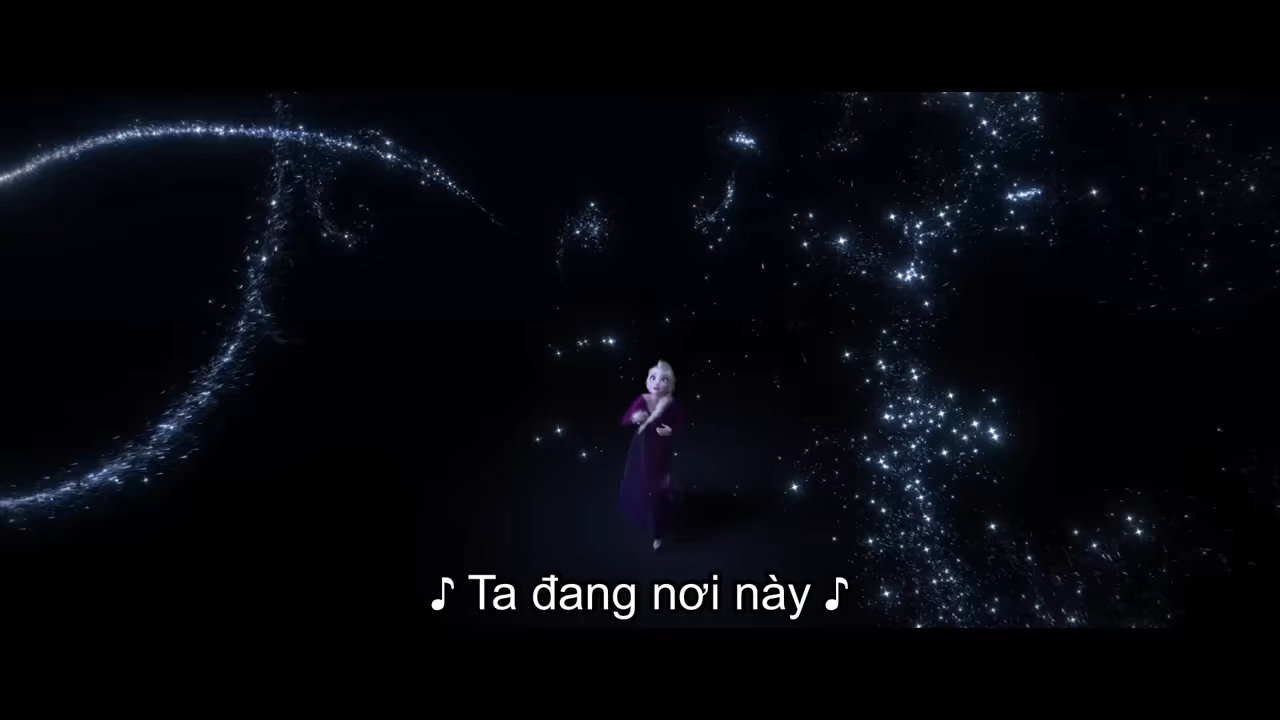 ♪ Ta đang nơi này ♪